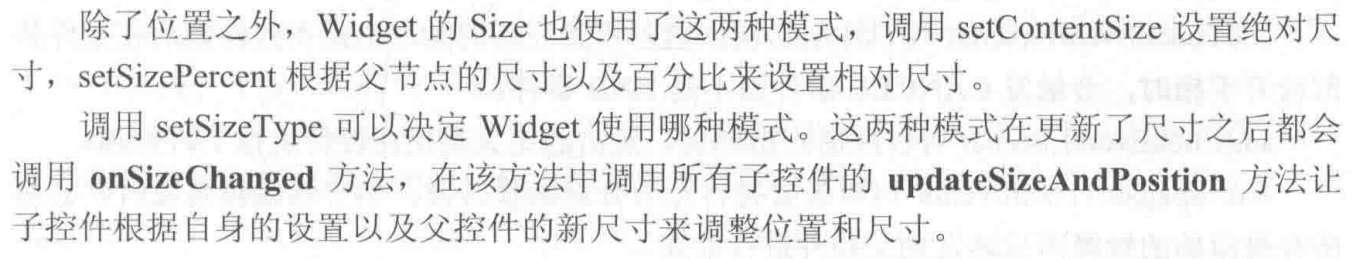 除了位置之外，Widget 的 Size 也使用了这两种模式，调用 setContentSize 设置绝对尺
寸，setSizePercent 根据父节点的尺寸以及百分比来设置相对尺寸。
调用 setSizeType 可以决定 Widget 使用哪种模式。这两种模式在更新了尺寸之后都会
调用 onSizeChanged 方法，在该方法中调用所有子控件的 updateSizeAndPosition 方法让
子控件根据自身的设置以及父控件的新尺寸来调整位置和尺寸。